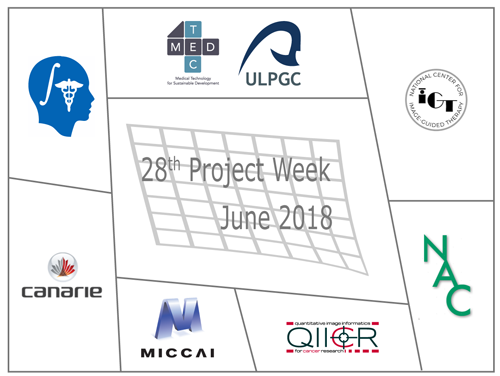 MED
TEC
Medical Technology
for Sustainable Development
ULPGC
NATIONAL CENTER FOR
IMAGE-GUIDED THERAPY
IGT
28th Project Week
June 2018
canarie
MICCAI
quantitative image informatics
QIICR
for cancer research
NAC